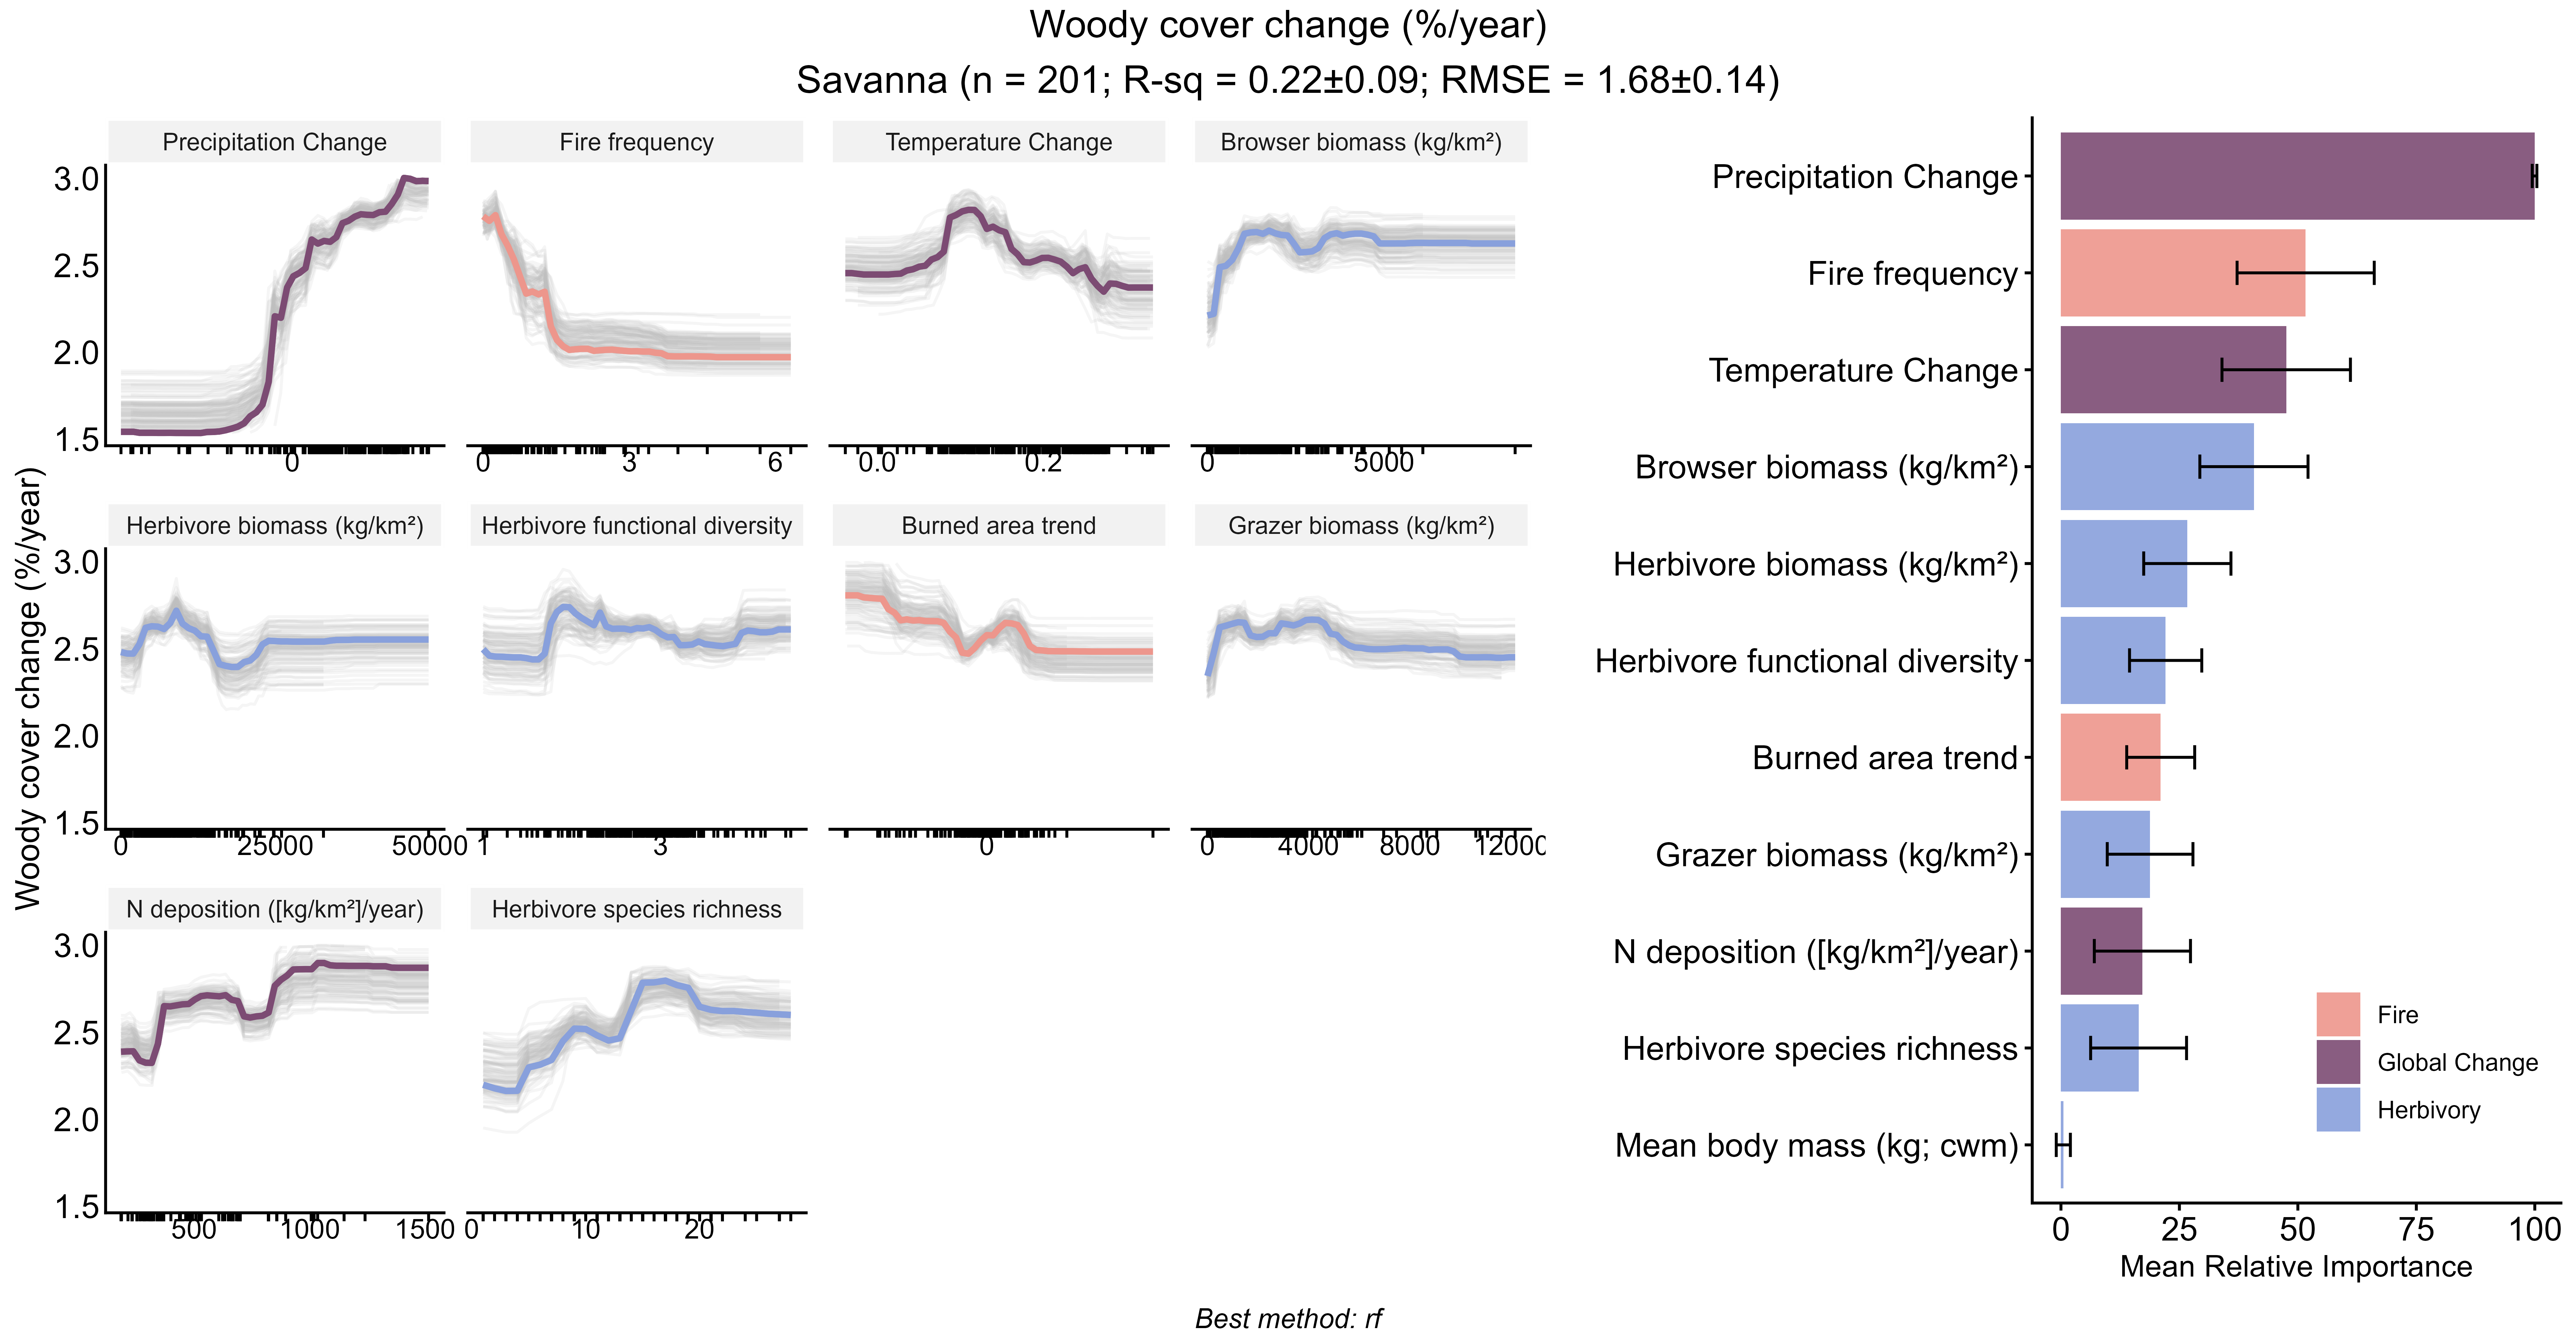 Woody cover change (%/year)
Savanna (n = 201; R-sq = 0.22±0.09; RMSE = 1.68±0.14)
Woody cover change (%/year)
Precipitation Change
Fire frequency
Temperature Change
Browser biomass (kg/km²)
3.0
2.5
2.0
1.5
0
0 3 6
0.0 0.2
0 5000
Herbivore biomass (kg/km²)
Herbivore functional diversity
Burned area trend
Grazer biomass (kg/km²)
3.0
2.5
2.0
1.5
0 25000 50000
1 3
0
0 4000 8000 12000
N deposition ([kg/km²]/year)
Herbivore species richness
3.0
2.5
2.0
1.5
500 1000 1500
0 10 20
Precipitation Change
Fire frequency
Temperature Change
Browser biomass (kg/km²)
Herbivore biomass (kg/km²)
Herbivore functional diversity
Burned area trend
Grazer biomass (kg/km²)
N deposition ([kg/km²]/year)
Herbivore species richness
Mean body mass (kg; cwm)
Fire
Global Change
Herbivory
0 25 50 75 100
Mean Relative Importance
Best method: rf